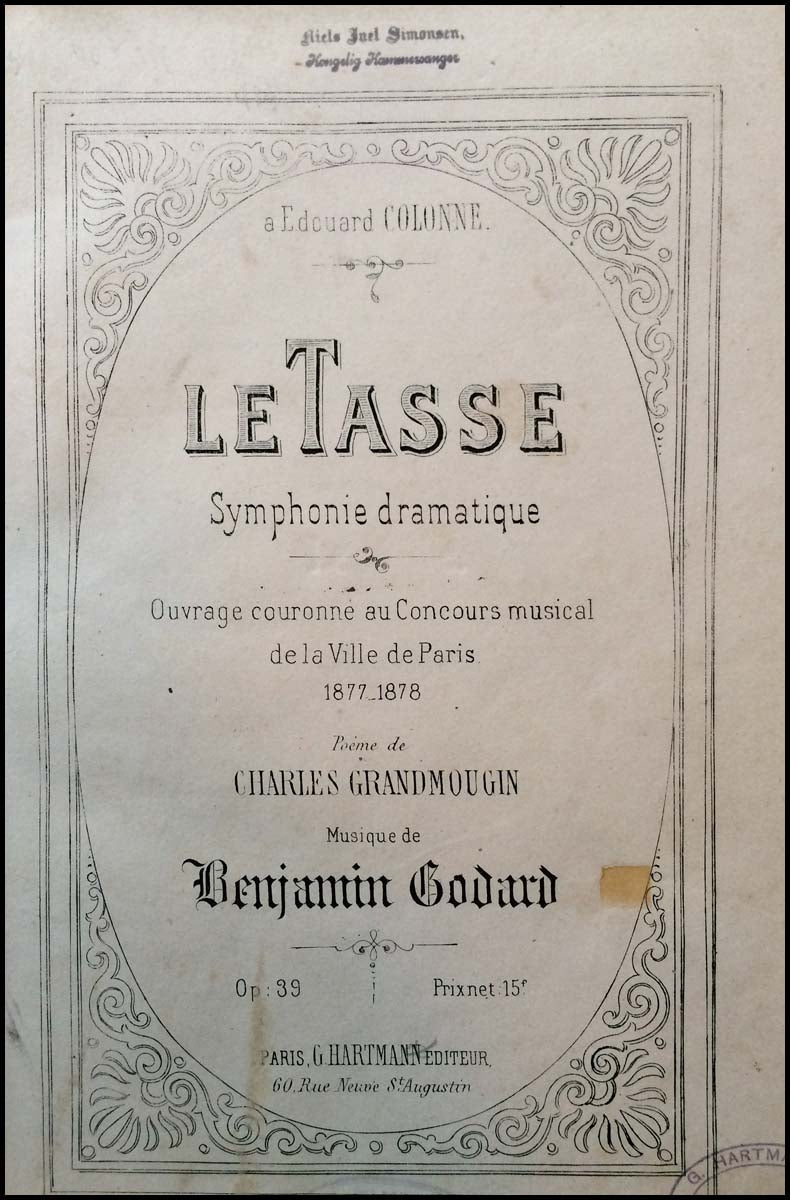 Niels Juel Simonsen,
Kongelig Kammersanger
a Edouard COLONNE.
LE TASSE
Symphonie dramatique
Ouvrage couronné au Concours musical
de la Ville de Paris.
1877_1878
Poëme de
CHARLES GRANDMOUGIN
Musique de
Benjamin Godard
Op: 39 Prix net: 15f
PARIS, G. HARTMANN EDITEUR,
60, Rue Neuve St. Augustin
G. HARTMA